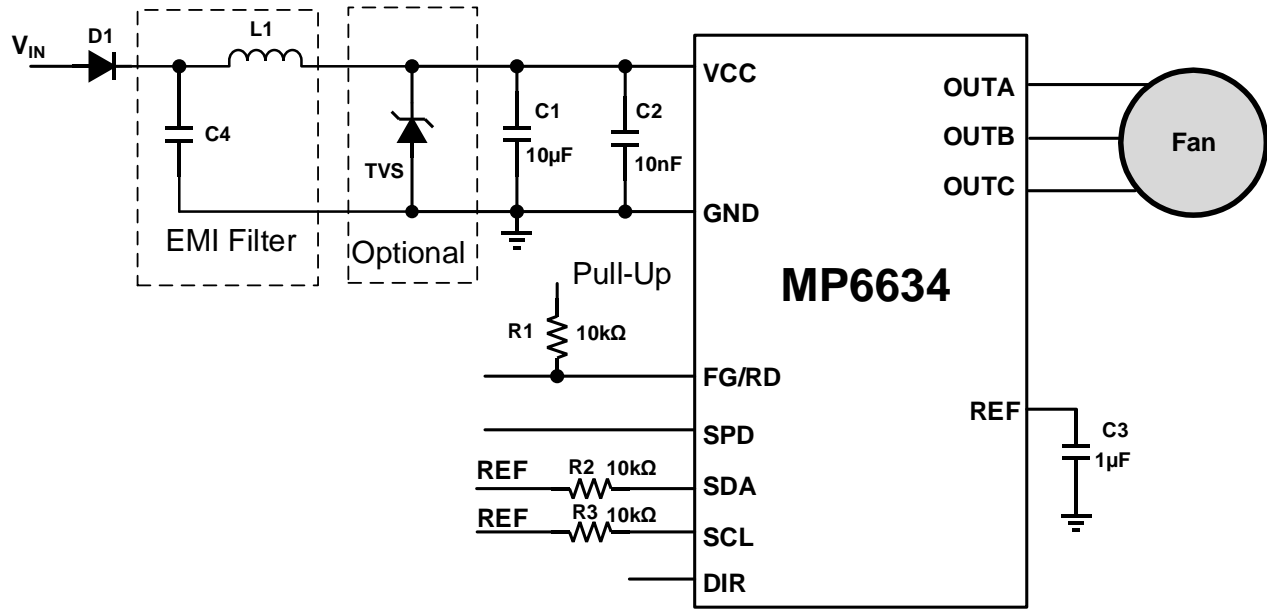 V_IN
D1
L1
C4
EMI Filter
TVS
Optional
C1
10µF
C2
10nF
VCC
GND
OUTA
OUTB
OUTC
Fan
MP6634
Pull-Up
R1
10kΩ
FG/RD
SPD
REF
R2 10kΩ
SDA
REF
R3 10kΩ
SCL
DIR
REF
C3
1µF